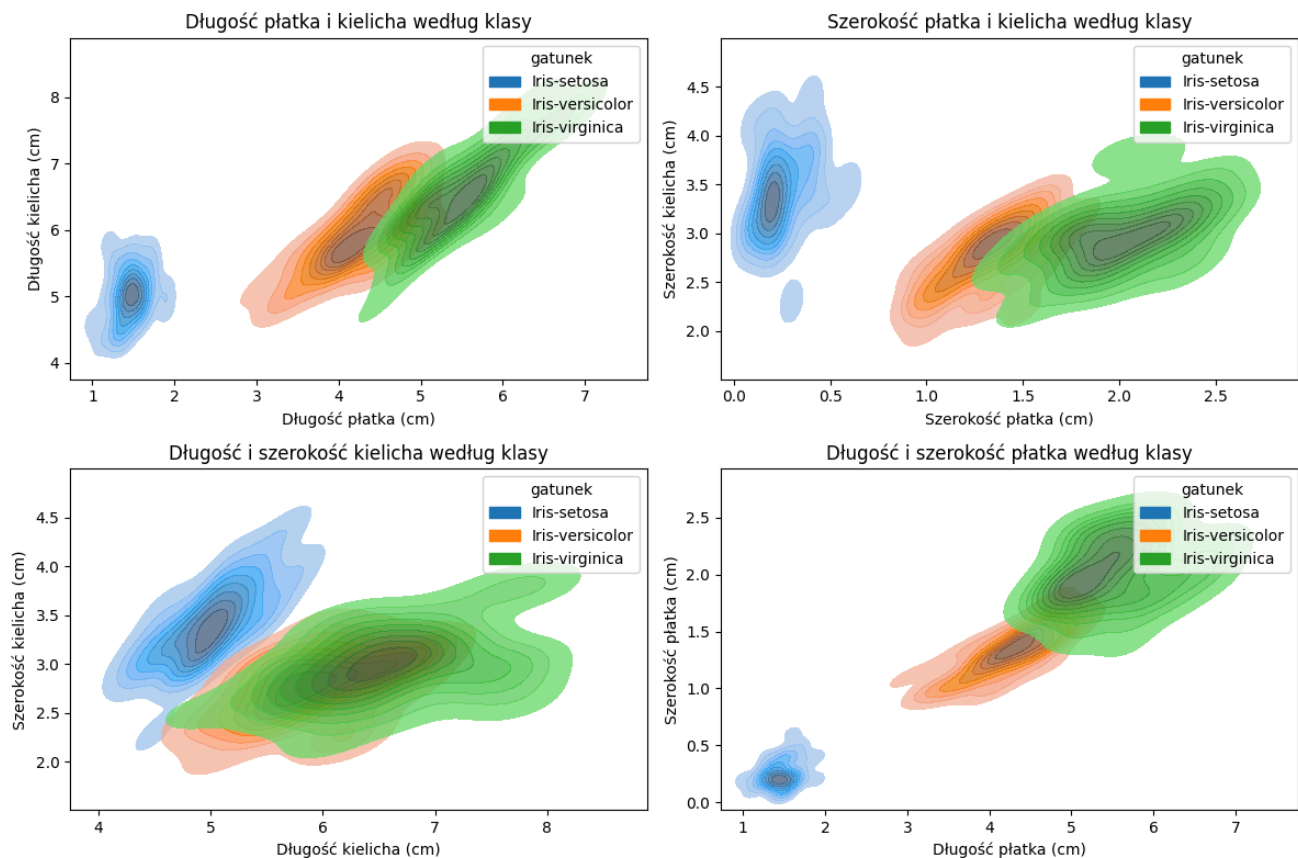 Długość płatka i kielicha według klasy
gatunek
Iris-setosa
Iris-versicolor
Iris-virginica
Długość kielicha (cm)
8
7
6
5
4
1 2 3 4 5 6 7
Długość płatka (cm)
Szerokość płatka i kielicha według klasy
gatunek
Iris-setosa
Iris-versicolor
Iris-virginica
Szerokość kielicha (cm)
4.5
4.0
3.5
3.0
2.5
2.0
0.0 0.5 1.0 1.5 2.0 2.5
Szerokość płatka (cm)
Długość i szerokość kielicha według klasy
gatunek
Iris-setosa
Iris-versicolor
Iris-virginica
Szerokość kielicha (cm)
4.5
4.0
3.5
3.0
2.5
2.0
4 5 6 7 8
Długość kielicha (cm)
Długość i szerokość płatka według klasy
gatunek
Iris-setosa
Iris-versicolor
Iris-virginica
Szerokość płatka (cm)
2.5
2.0
1.5
1.0
0.5
0.0
1 2 3 4 5 6 7
Długość płatka (cm)